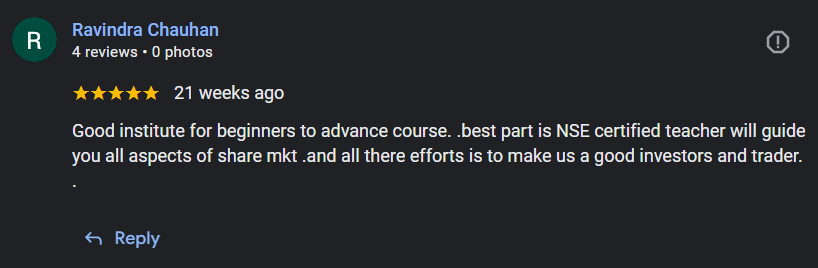 R
Ravindra Chauhan
4 reviews • 0 photos
21 weeks ago
Good institute for beginners to advance course. .best part is NSE certified teacher will guide
you all aspects of share mkt .and all there efforts is to make us a good investors and trader.
.
Reply